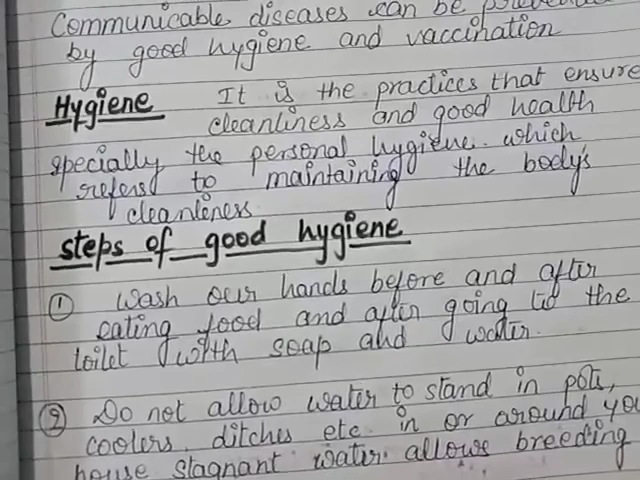 Communicable diseases can be
by good hygiene and vaccination
Hygiene It is the practices that ensure
cleanliness and good health
specially the personal hygiene which
refers to maintaining the body's
cleanleness.
steps of good hygiene
① wash our hands before and after
eating food and after going to the
toilet with soap and water.
② Do not allow water to stand in pots,
coolers, ditches etc. in or around
house stagnant water allows breeding